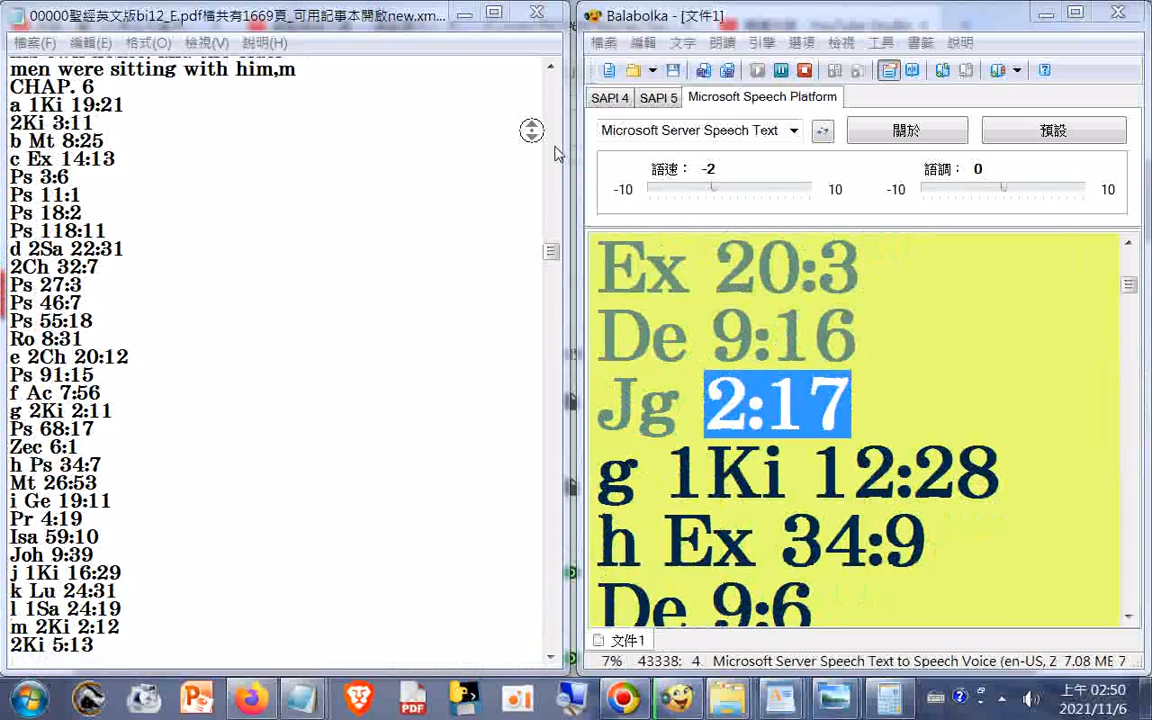 00000聖經英文版bi12_E.pdf檔共有1669頁_可用記事本開啟new.xm...
檔案(F) 編輯(E) 格式(O) 檢視(V) 說明(H)
men were sitting with him,m
CHAP. 6
a 1Ki 19:21
2Ki 3:11
b Mt 8:25
c Ex 14:13
Ps 3:6
Ps 11:1
Ps 18:2
Ps 118:11
d 2Sa 22:31
2Ch 32:7
Ps 27:3
Ps 46:7
Ps 55:18
Ro 8:31
e 2Ch 20:12
Ps 91:15
f Ac 7:56
g 2Ki 2:11
Ps 68:17
Zec 6:1
h Ps 34:7
Mt 26:53
i Ge 19:11
Pr 4:19
Isa 59:10
Joh 9:39
j 1Ki 16:29
k Lu 24:31
l 1Sa 24:19
m 2Ki 2:12
2Ki 5:13
Balabolka - [文件1]
檔案 編輯 文字 朗讀 引擎 選項 檢視 工具 書籤 說明
SAPI 4 SAPI 5 Microsoft Speech Platform
Microsoft Server Speech Text 關於 預設
語速： -2 語調： 0
-10 10 -10 10
Ex 20:3
De 9:16
Jg 2:17
g 1Ki 12:28
h Ex 34:9
De 9:6
文件1
7% 43338: 4. Microsoft Server Speech Text to Speech Voice (en-US, Z 7.08 MB 7
PDF
上午 02:50
2021/11/6